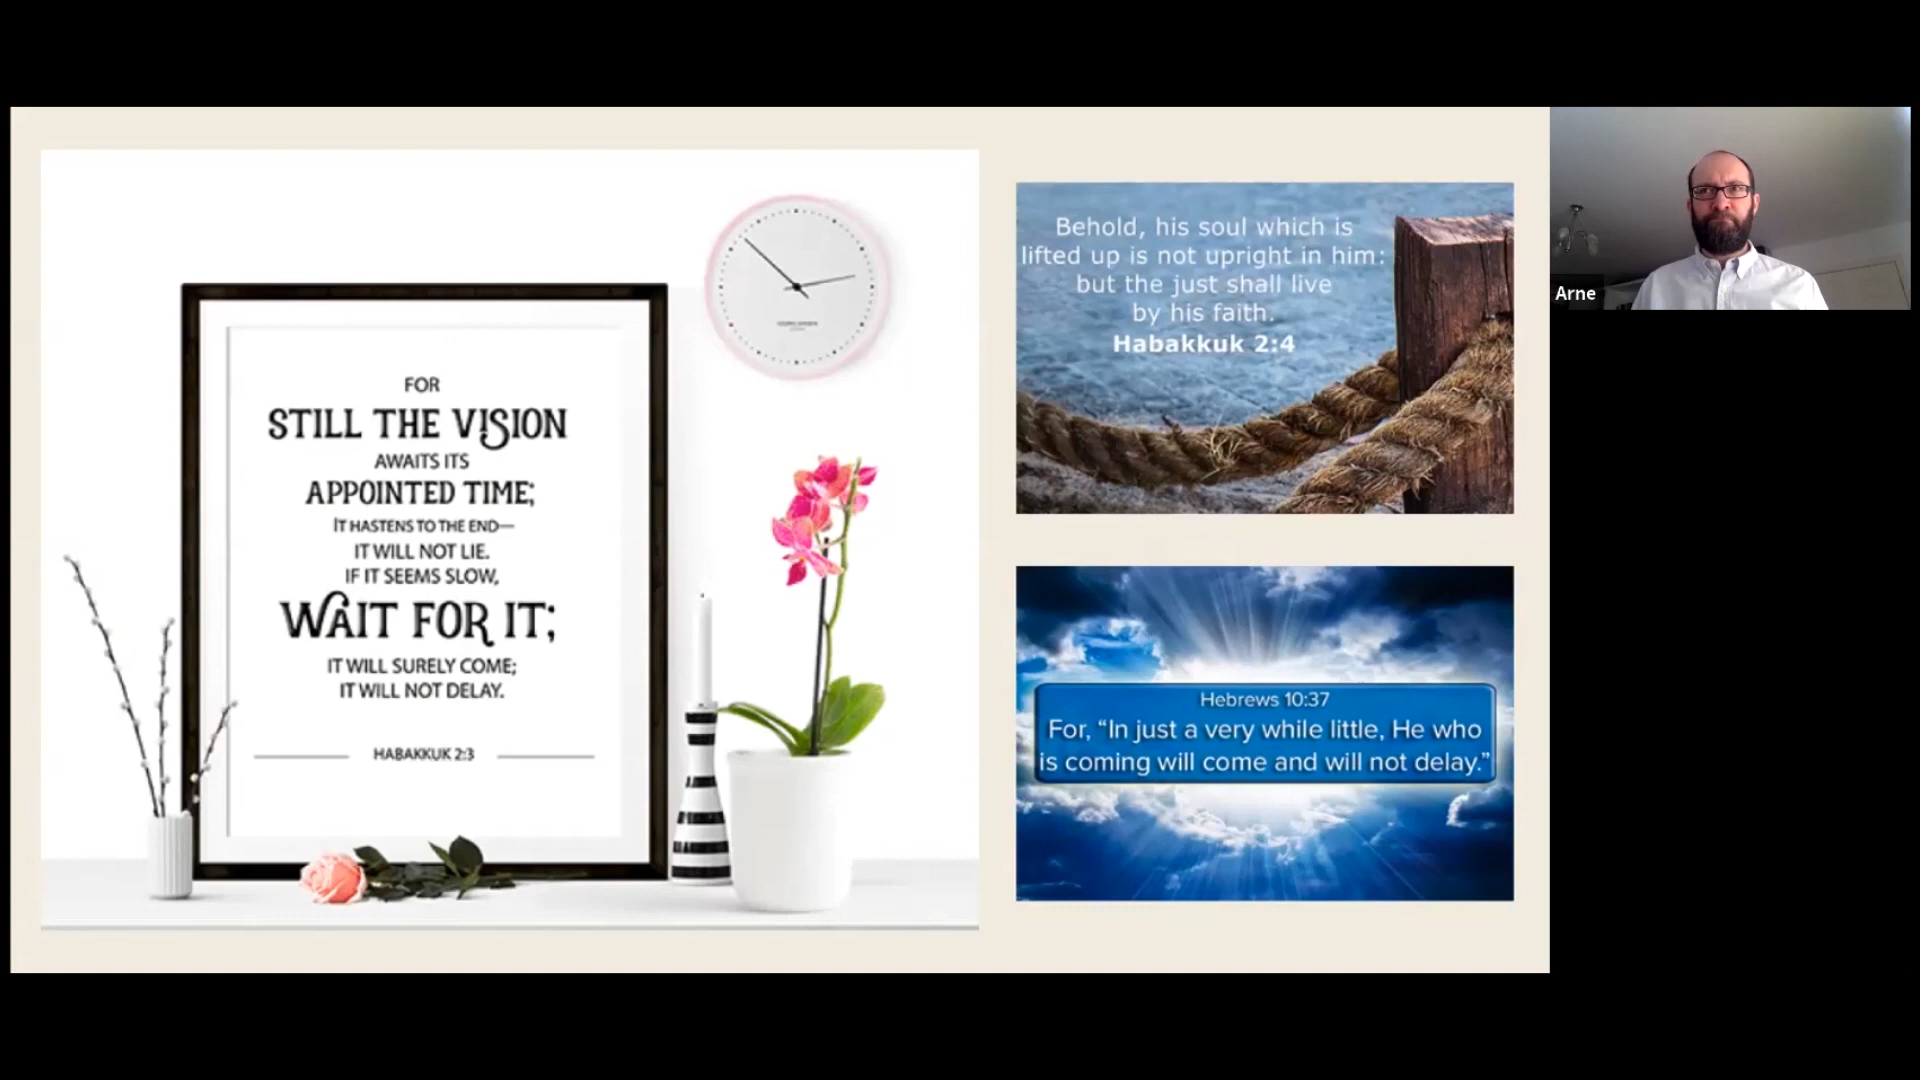 FOR
STILL THE VISION
AWAITS ITS
APPOINTED TIME;
IT HASTENS TO THE END—
IT WILL NOT LIE.
IF IT SEEMS SLOW,
WAIT FOR IT;
IT WILL SURELY COME;
IT WILL NOT DELAY.
HABAKKUK 2:3
Behold, his soul which is
lifted up is not upright in him:
but the just shall live
by his faith.
Habakkuk 2:4
Hebrews 10:37
For, “In just a very while little, He who
is coming will come and will not delay.”
Arne